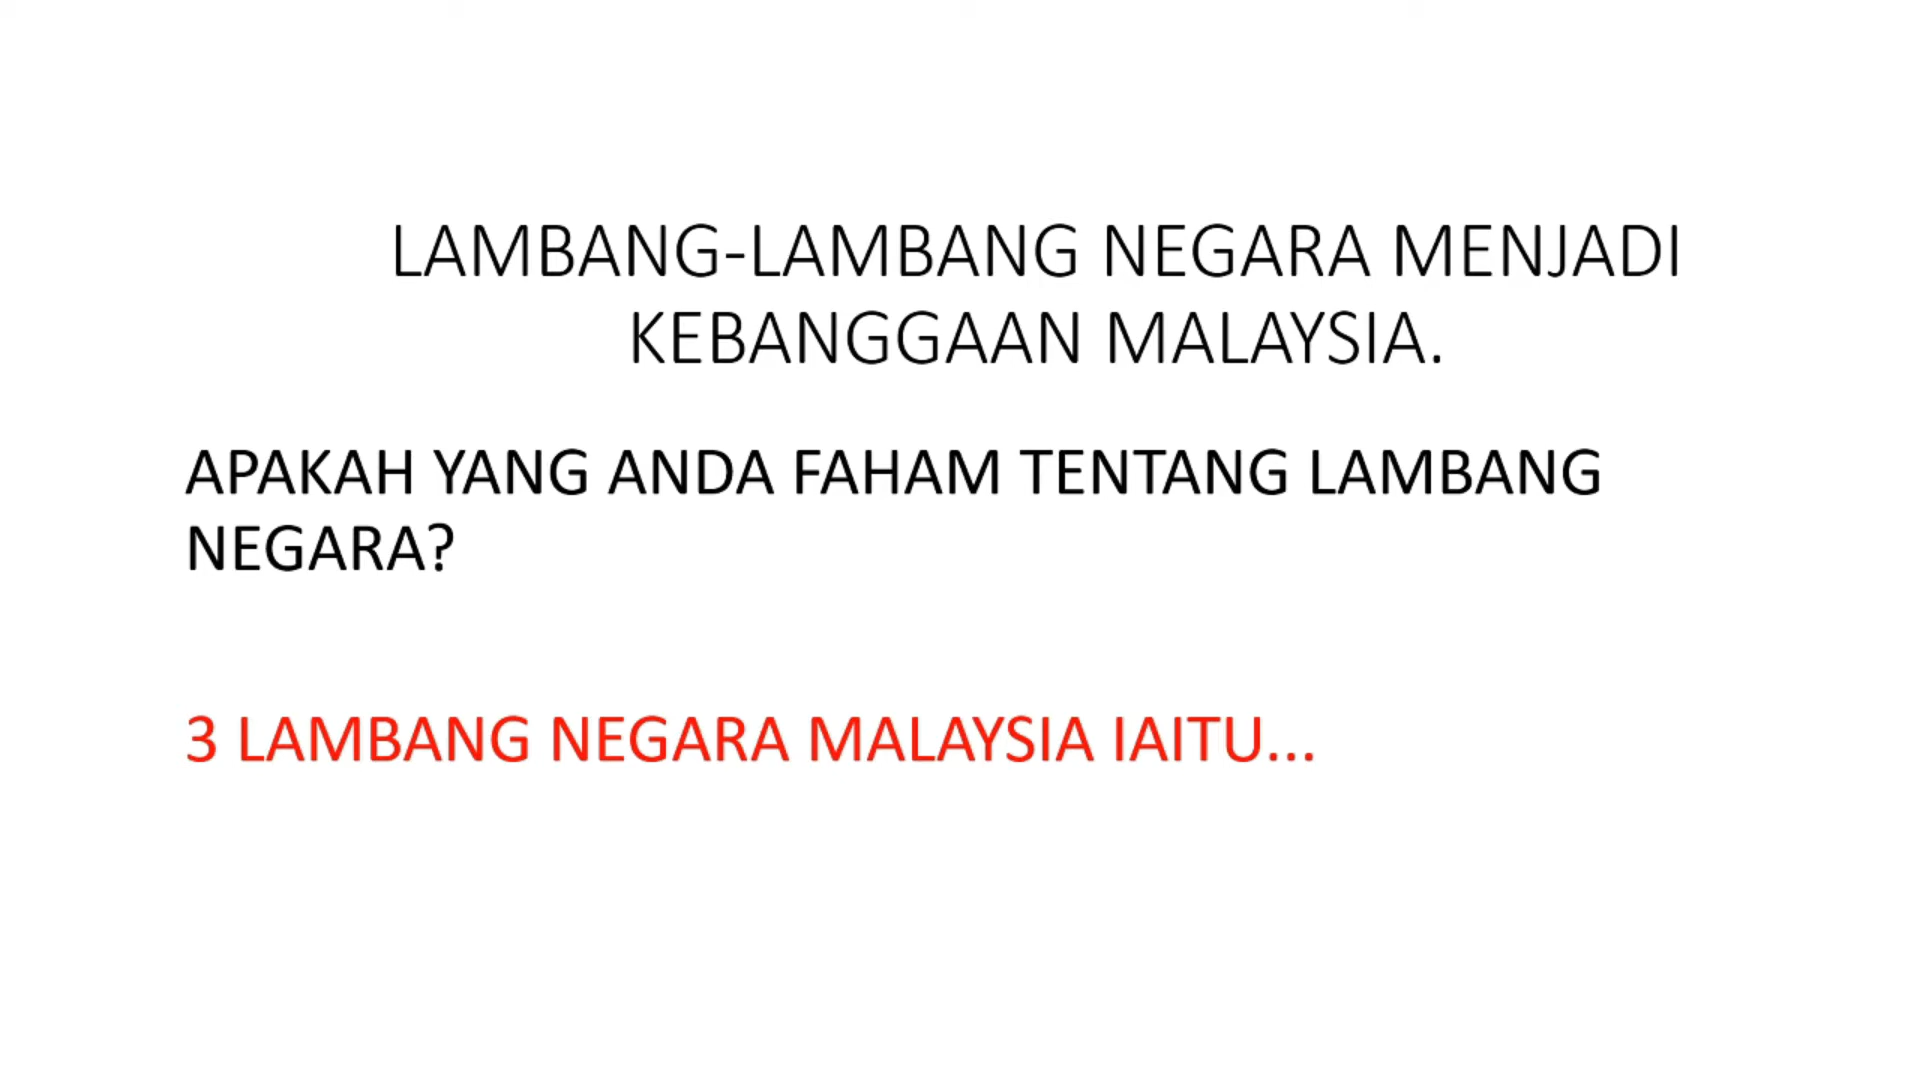 LAMBANG-LAMBANG NEGARA MENJADI
KEBANGGAAN MALAYSIA.
APAKAH YANG ANDA FAHAM TENTANG LAMBANG
NEGARA?
3 LAMBANG NEGARA MALAYSIA IAITU...